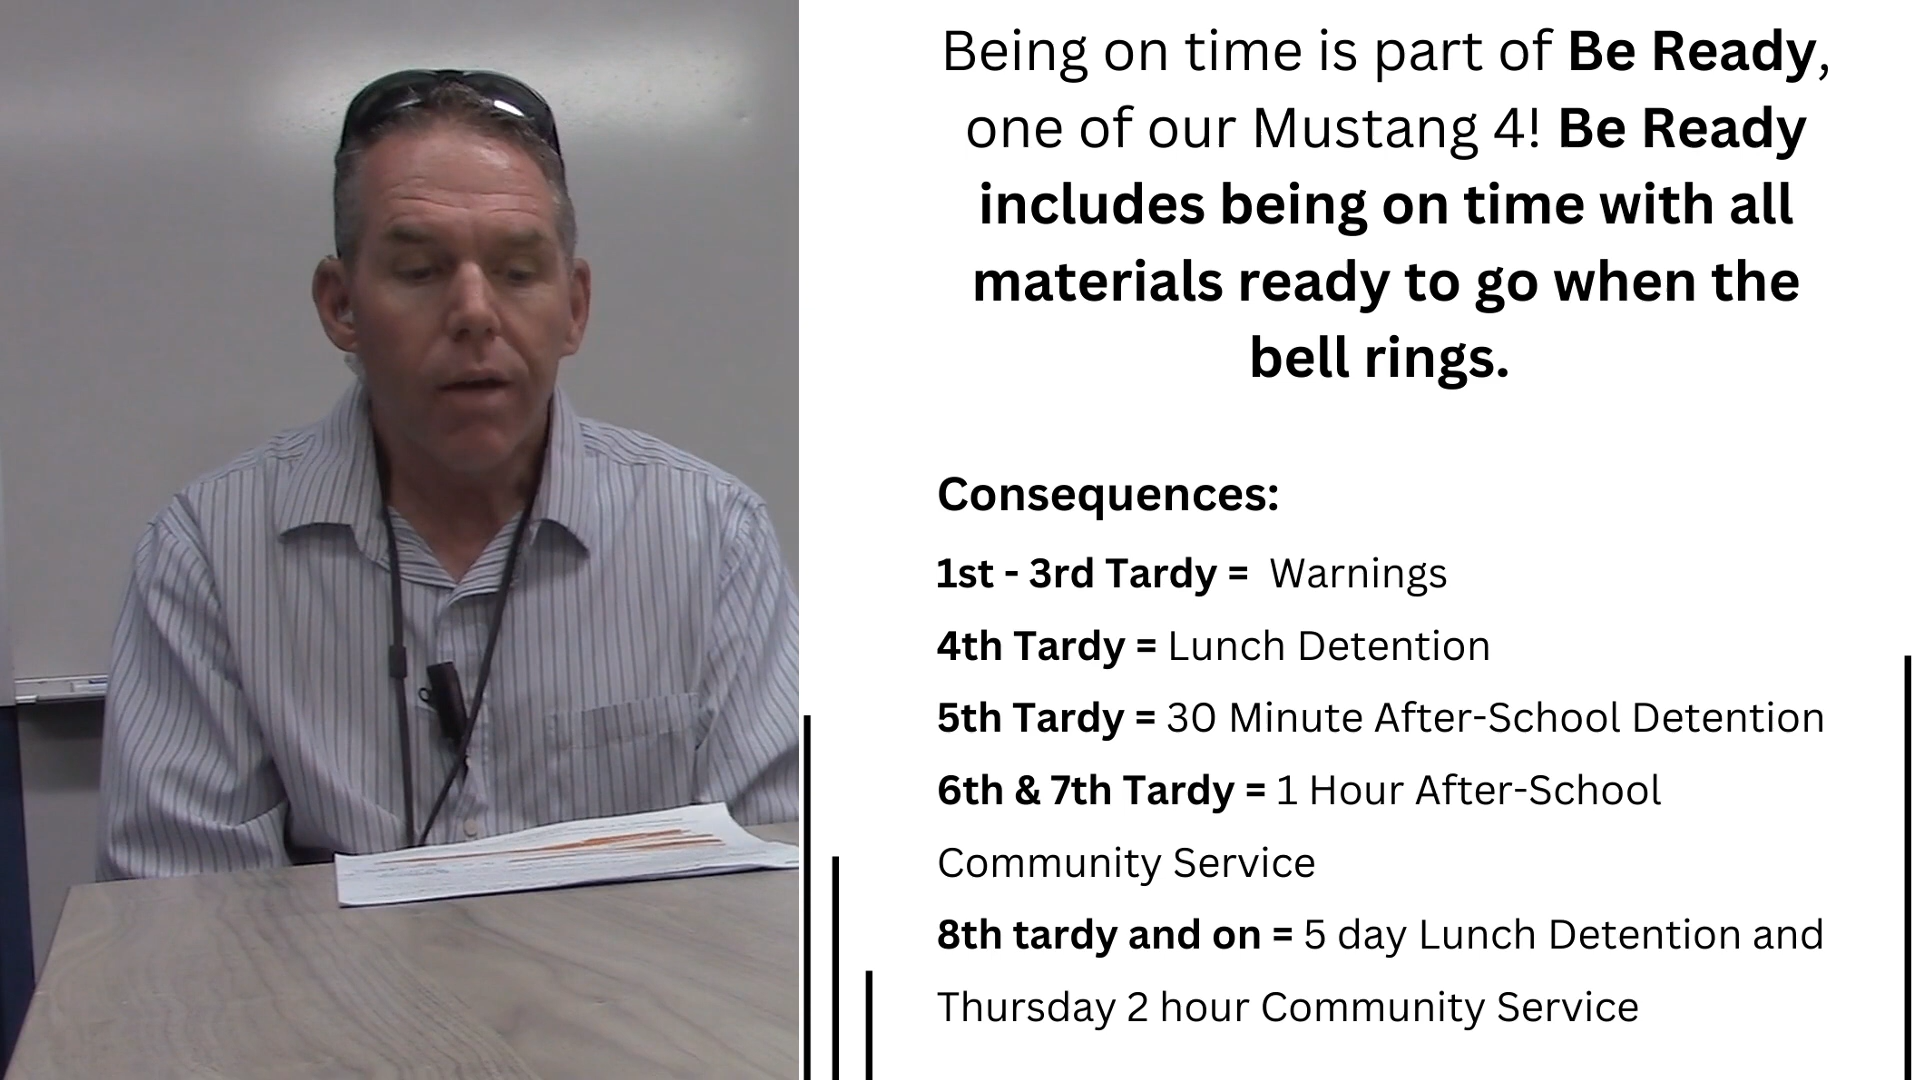 Being on time is part of Be Ready,
one of our Mustang 4! Be Ready
includes being on time with all
materials ready to go when the
bell rings.
Consequences:
1st - 3rd Tardy = Warnings
4th Tardy = Lunch Detention
5th Tardy = 30 Minute After-School Detention
6th & 7th Tardy = 1 Hour After-School
Community Service
8th tardy and on = 5 day Lunch Detention and
Thursday 2 hour Community Service